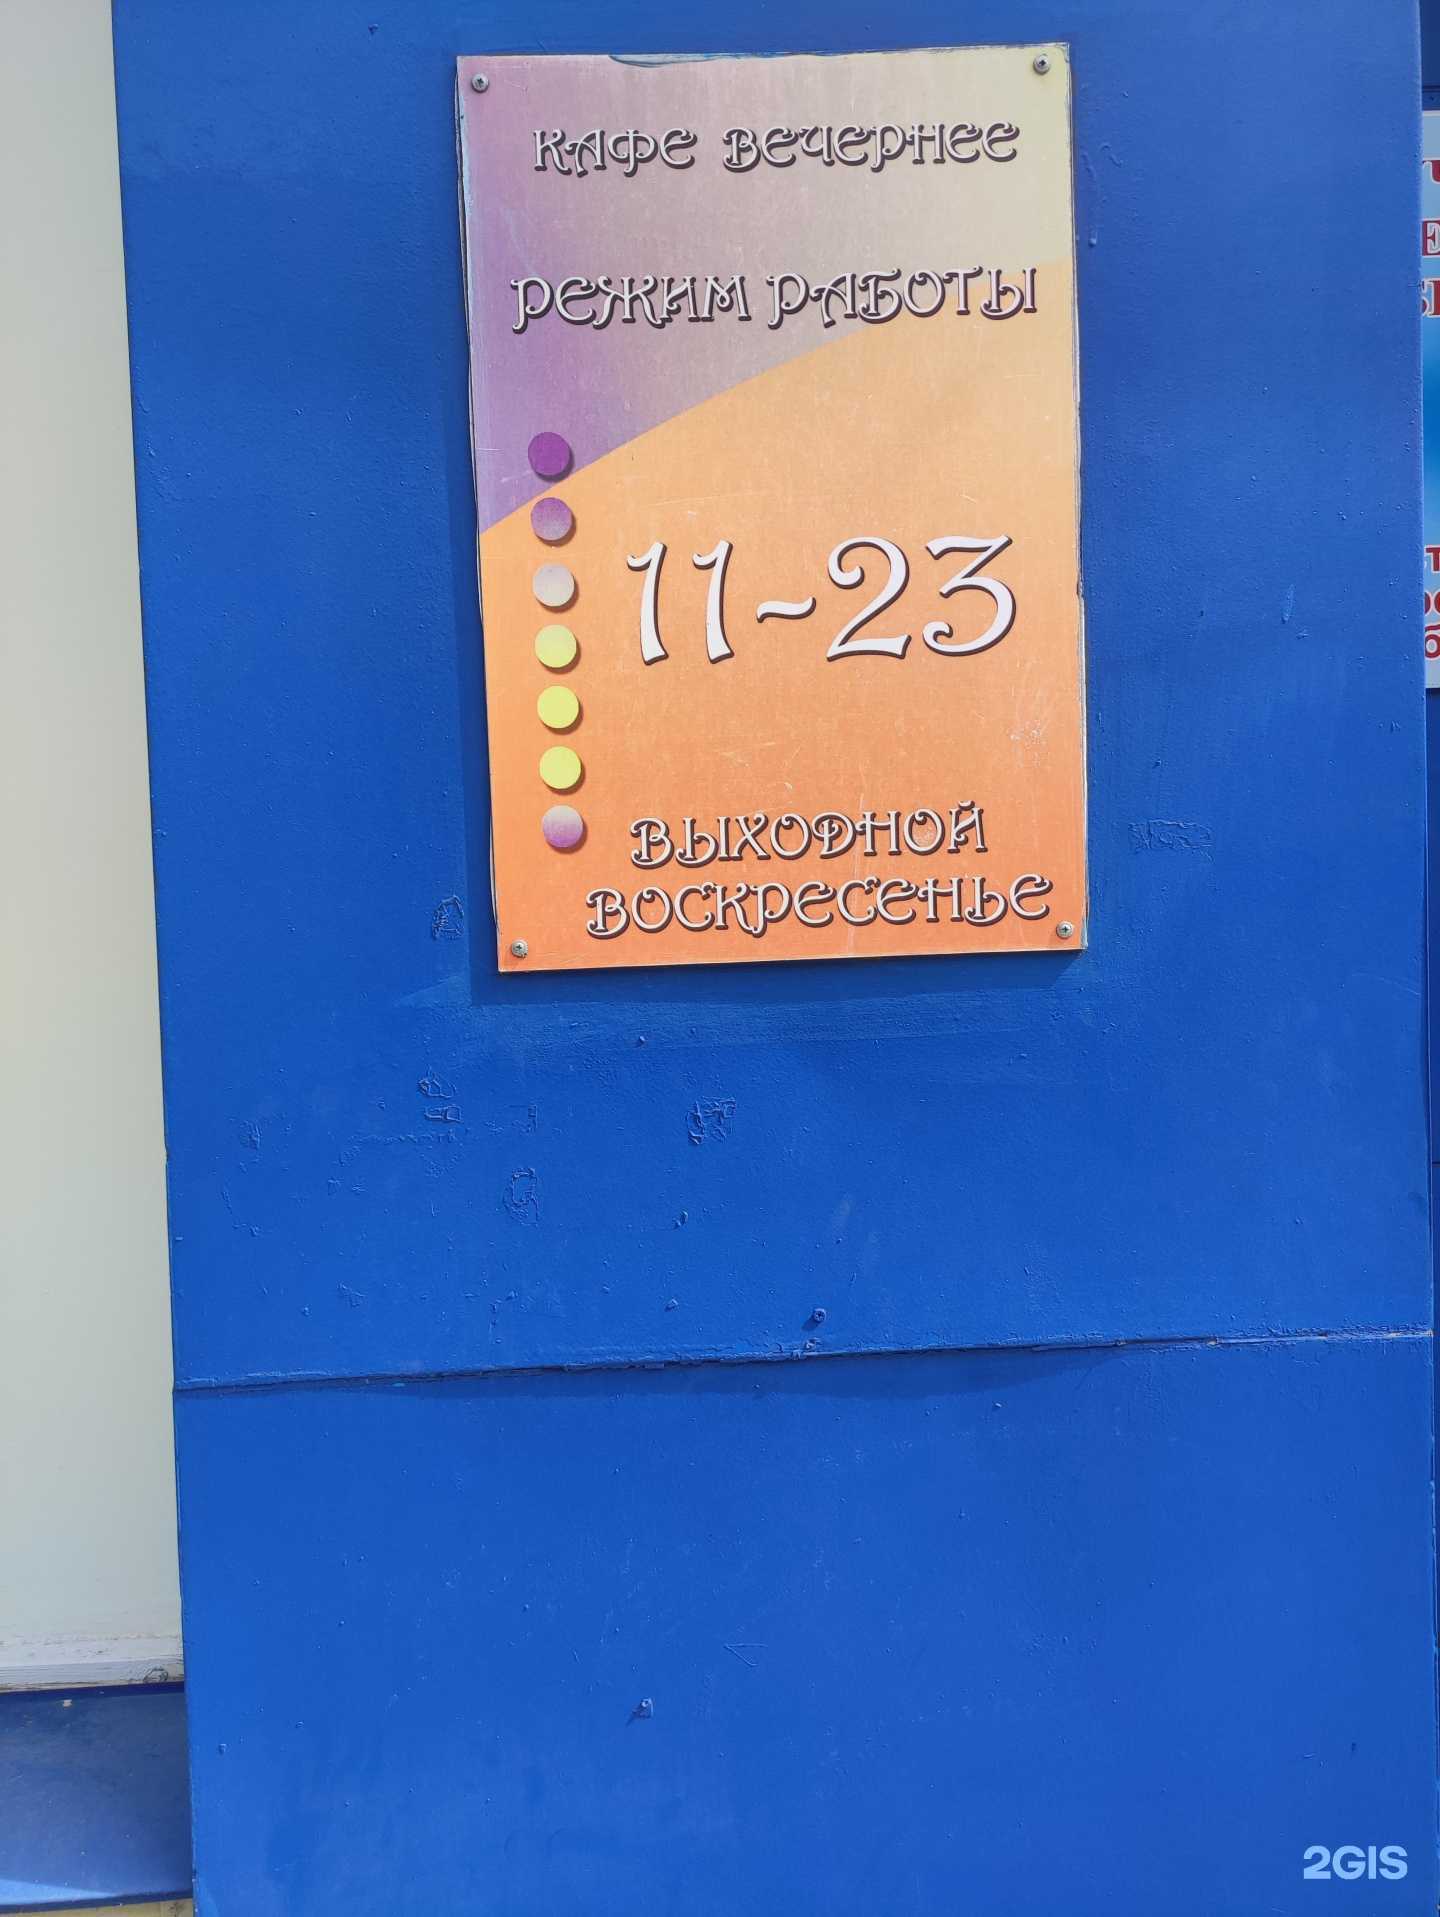 КАФЕ ВЕЧЕРНЕЕ
РЕЖИМ РАБОТЫ
11-23
ВЫХОДНОЙ
ВОСКРЕСЕНЬЕ
2GIS